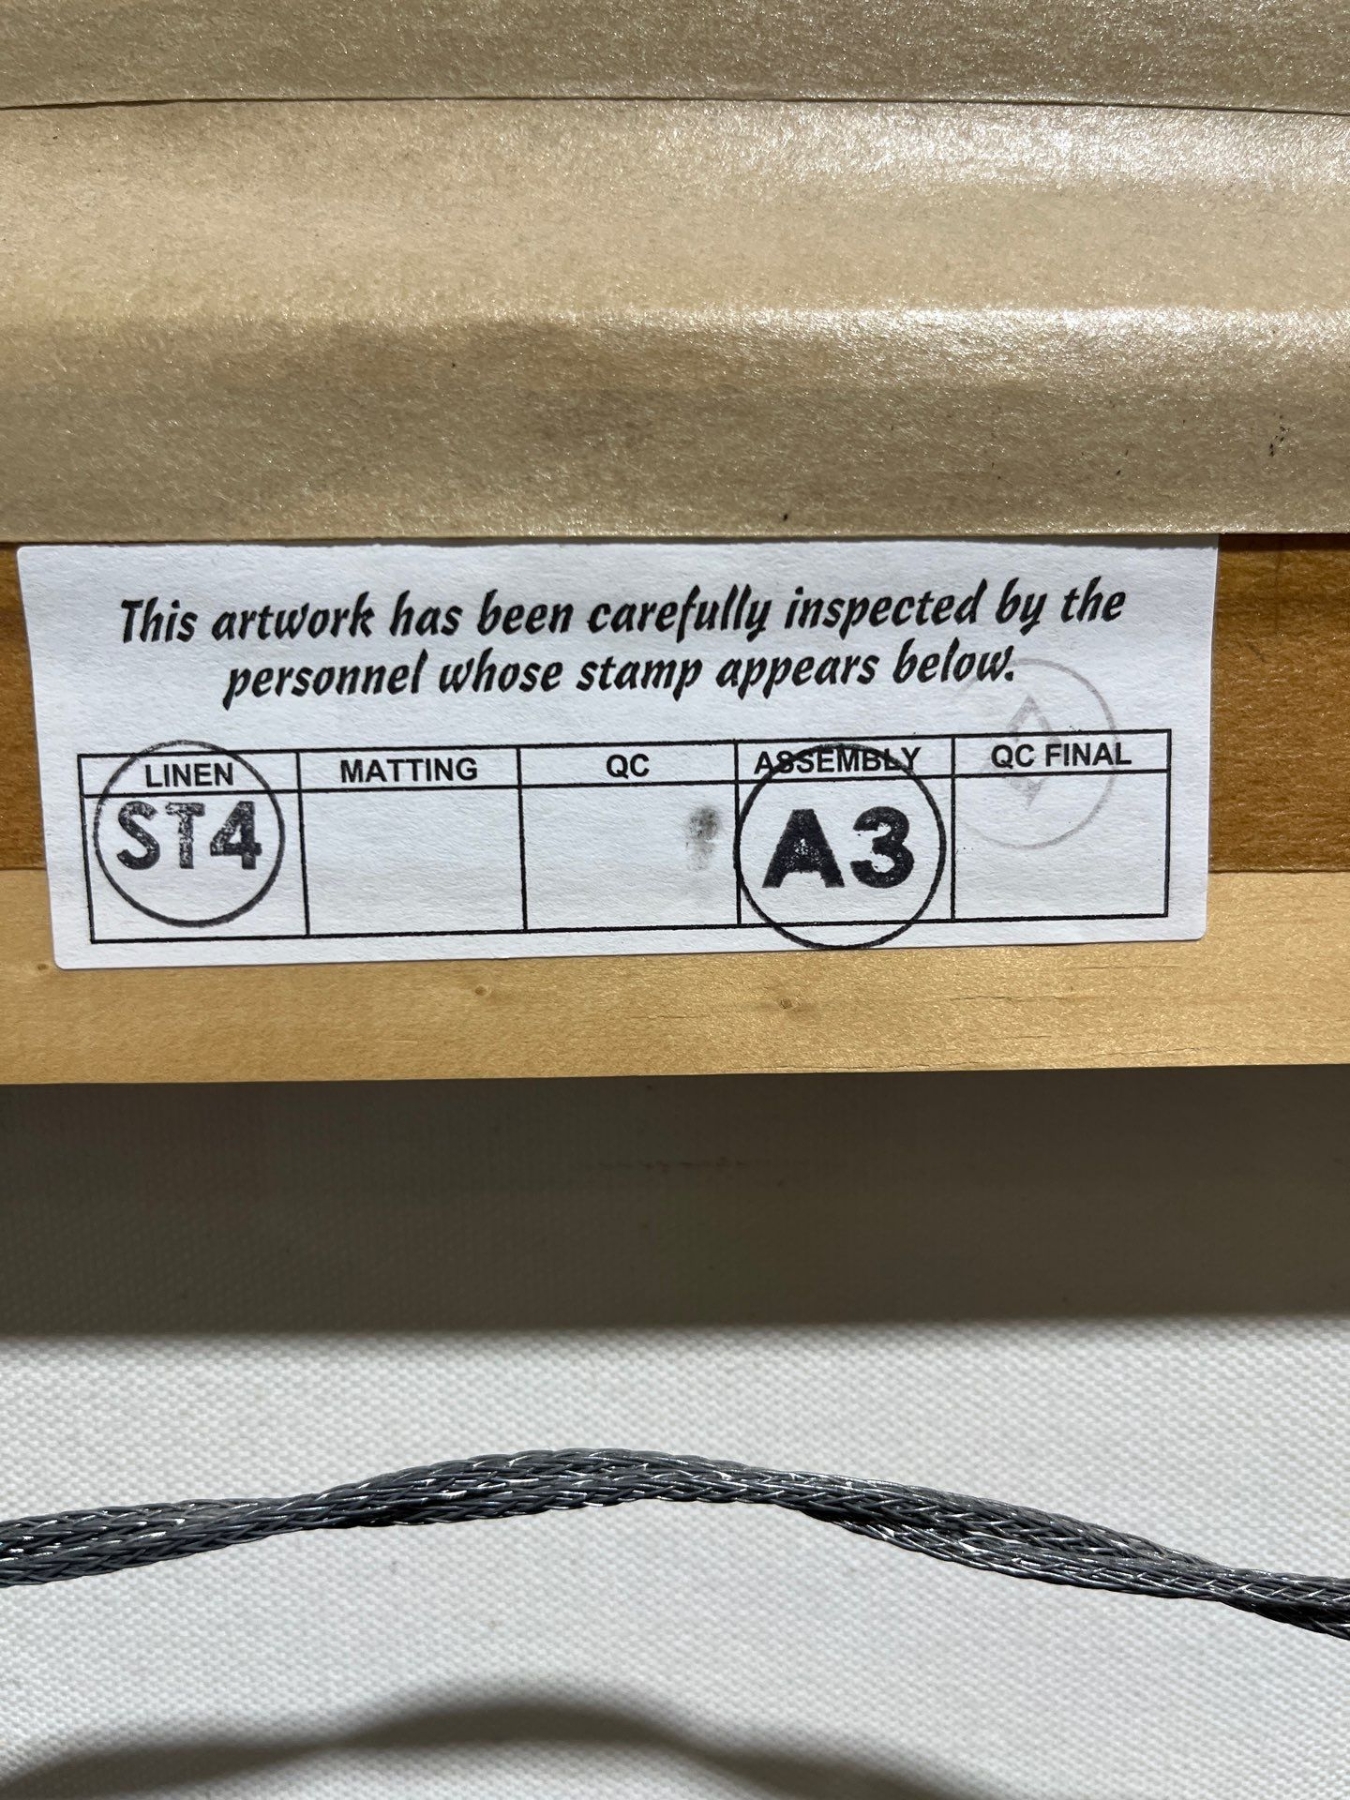 This artwork has been carefully inspected by the
personnel whose stamp appears below.
LINEN MATTING QC ASSEMBLY QC FINAL
ST4 A3